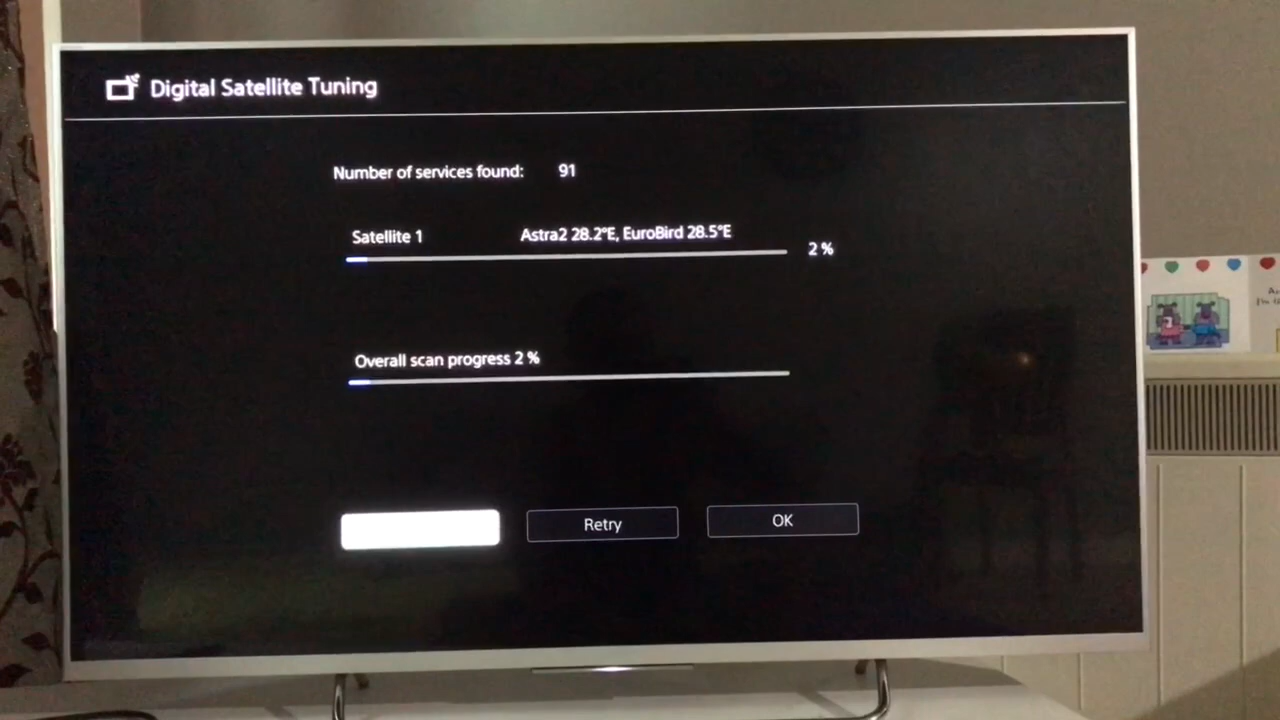 Digital Satellite Tuning
Number of services found: 91
Satellite 1 Astra2 28.2°E, EuroBird 28.5°E
2 %
Overall scan progress 2 %
Retry OK